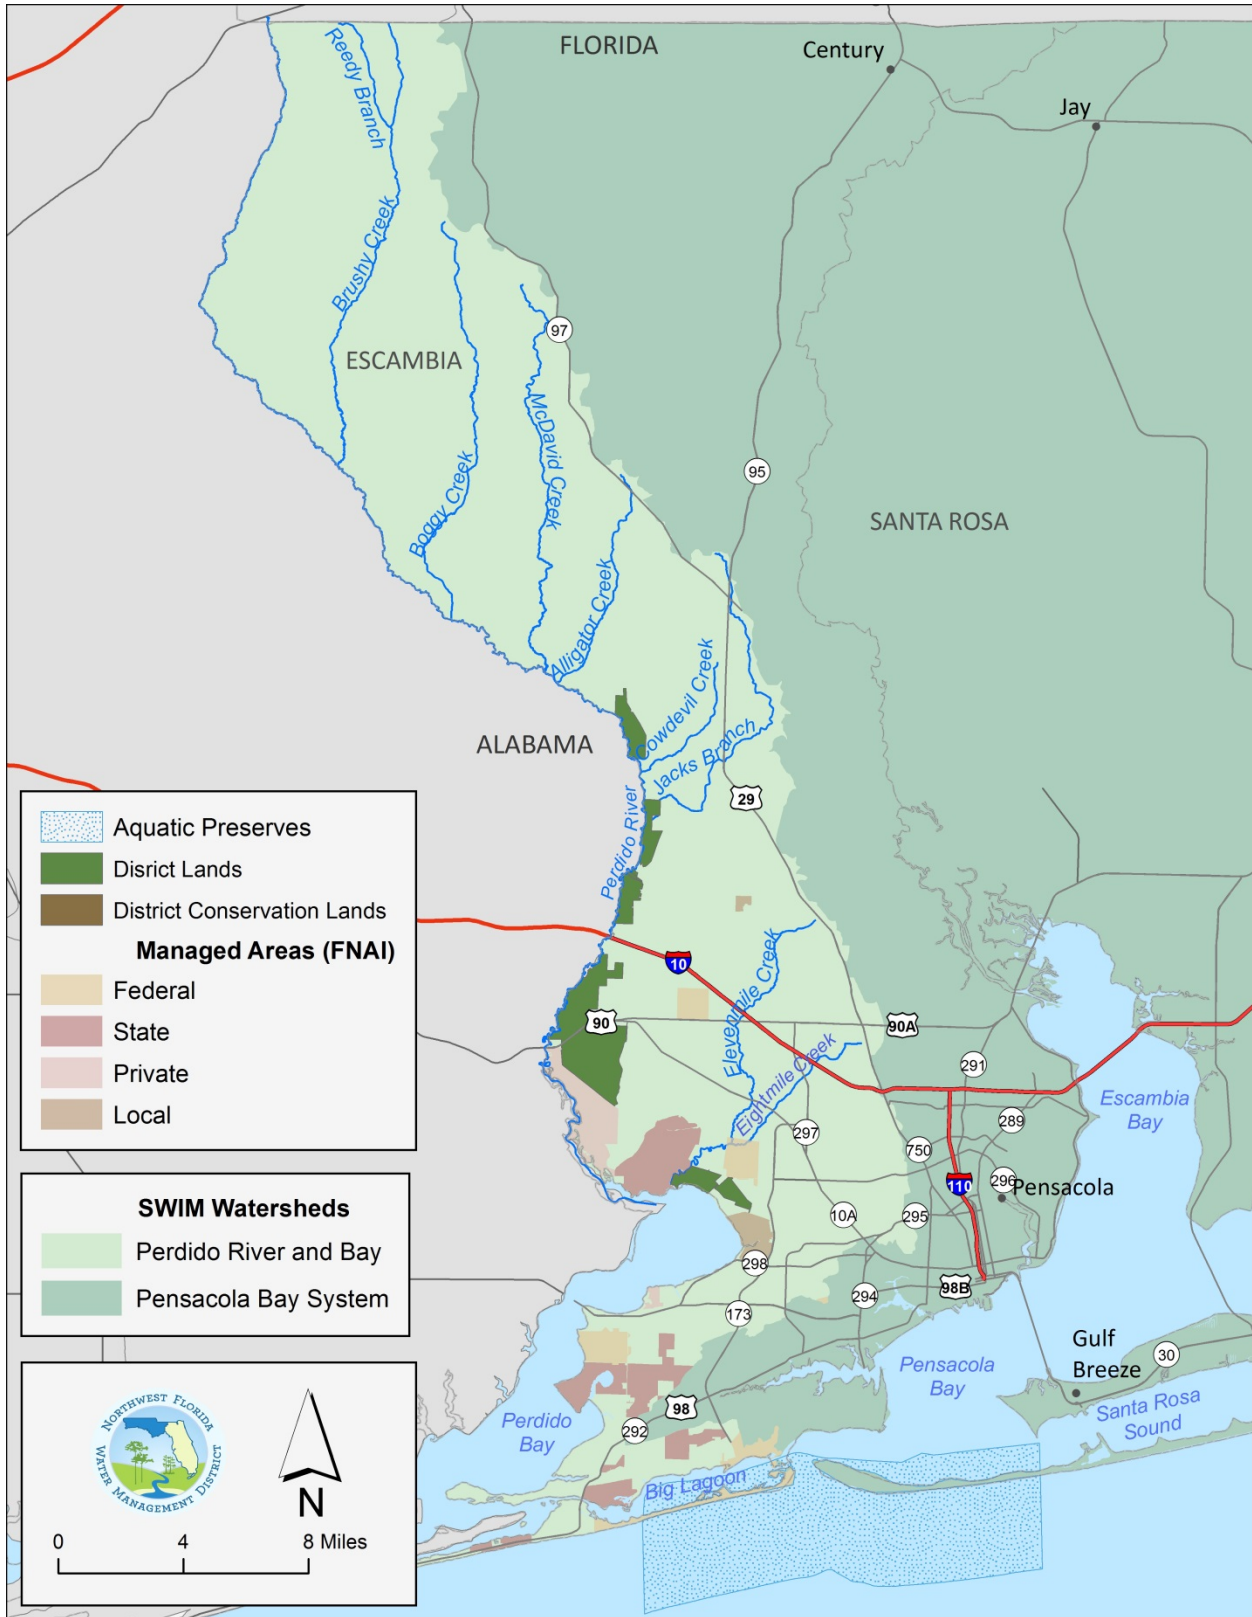 FLORIDA
Century
Jay
Reedy Branch
Brushy Creek
97
ESCAMBIA
McDavid Creek
95
Boggy Creek
SANTA ROSA
Alligator Creek
Cowdevil Creek
ALABAMA
Jacks Branch
29
Perdido River
Aquatic Preserves
Disrict Lands
District Conservation Lands
Managed Areas (FNAI)
Federal
State
Private
Local
10
Elevenmile Creek
90
90A
Eightmile Creek
291
Escambia
Bay
289
297
750
296
110
Pensacola
10A
295
298
98B
294
173
SWIM Watersheds
Perdido River and Bay
Pensacola Bay System
Gulf
Breeze
30
Pensacola
Bay
98
Santa Rosa
Sound
292
Perdido
Bay
Big Lagoon
NORTHWEST FLORIDA
WATER MANAGEMENT DISTRICT
N
0 4 8 Miles